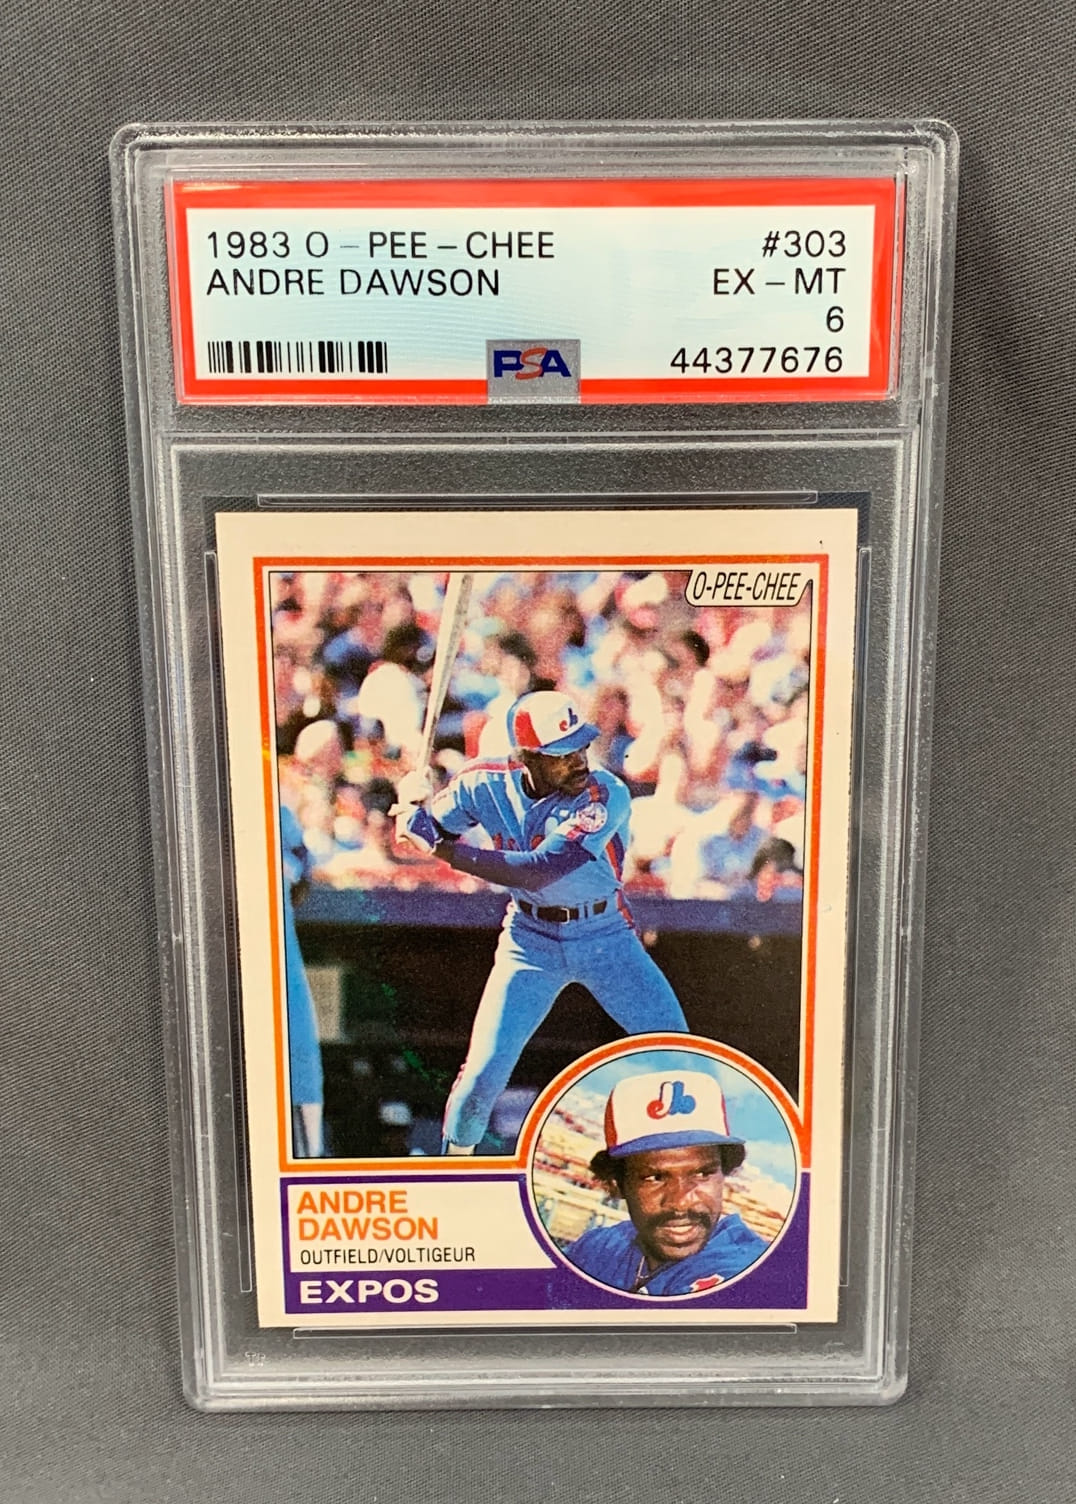 1983 O-PEE-CHEE #303
ANDRE DAWSON EX-MT
6
PSA 44377676
O-PEE-CHEE
ANDRE
DAWSON
OUTFIELD/VOLTIGEUR
EXPOS